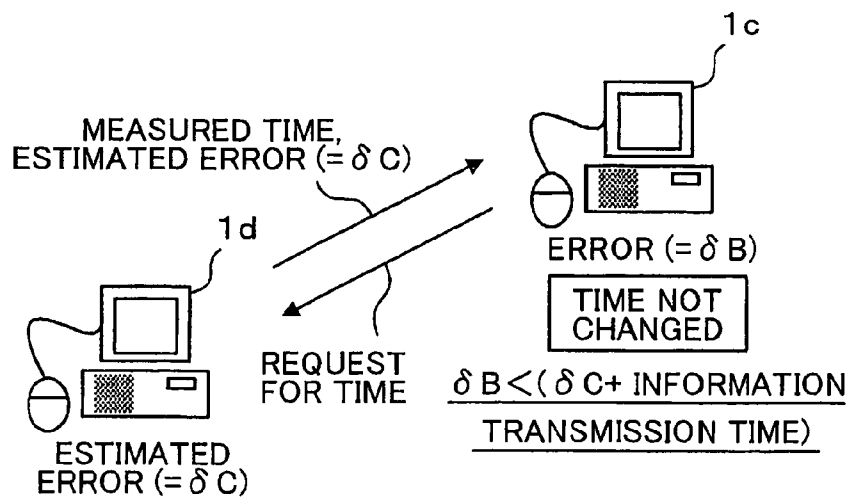 1c
MEASURED TIME,
ESTIMATED ERROR (= δ C)
1d
ERROR (= δ B)
TIME NOT
CHANGED
REQUEST
FOR TIME
δ B < (δ C + INFORMATION
TRANSMISSION TIME)
ESTIMATED
ERROR (= δ C)